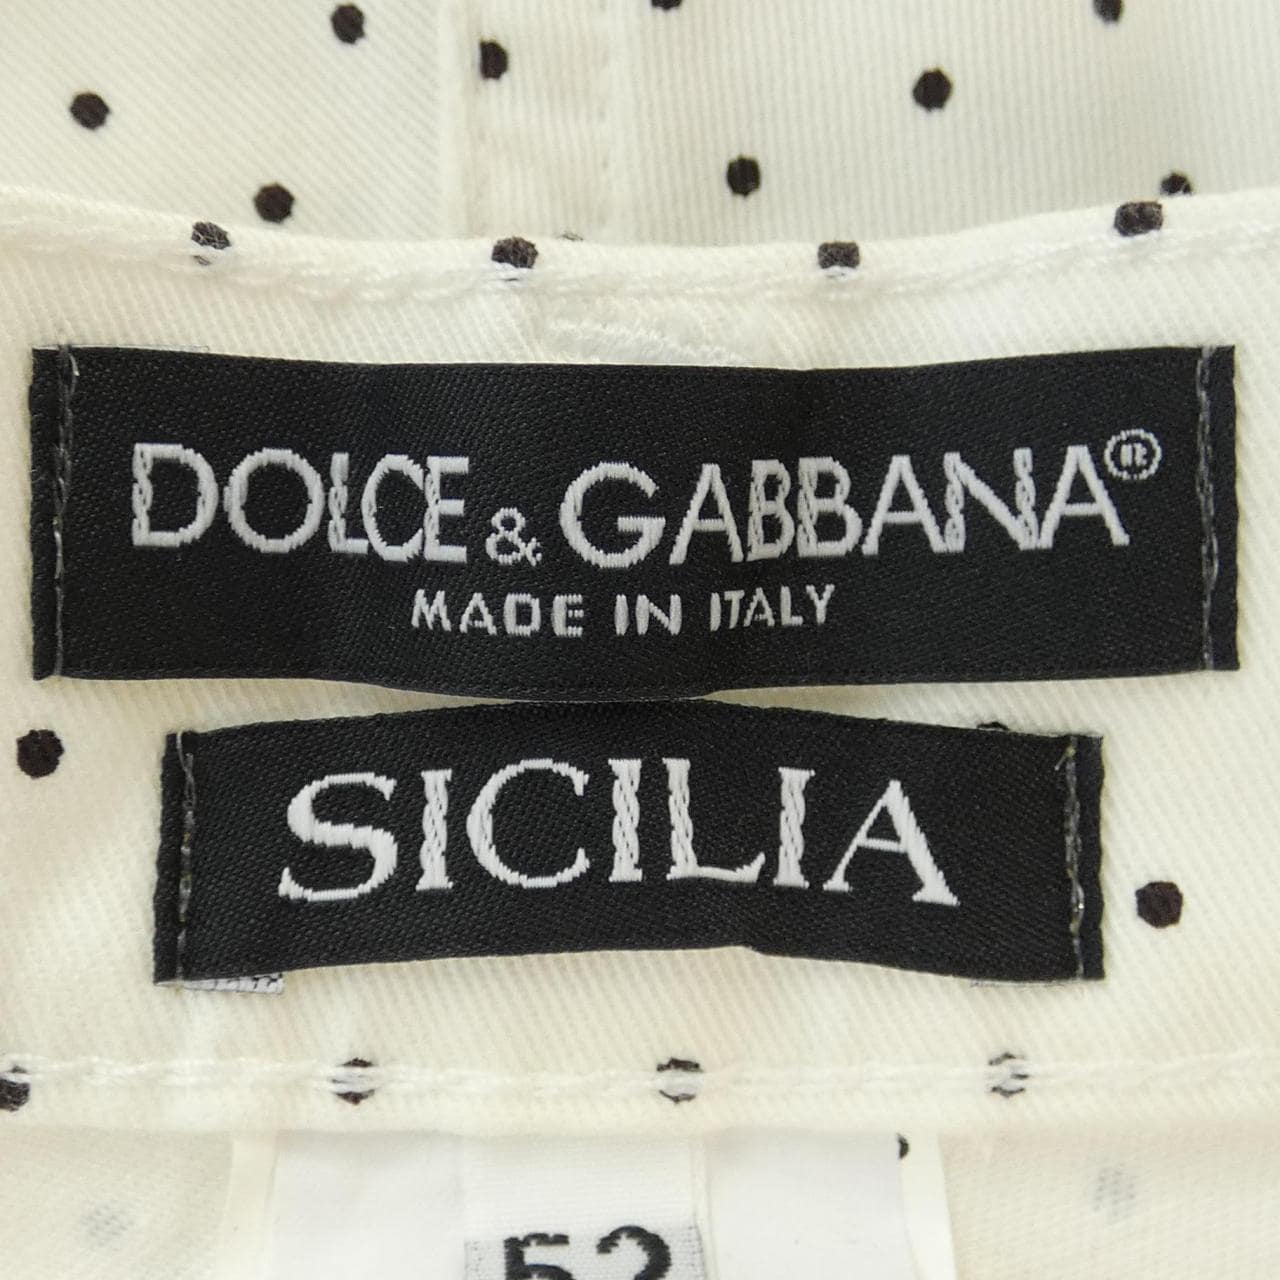 DOLCE & GABBANA®
MADE IN ITALY
SICILIA
52